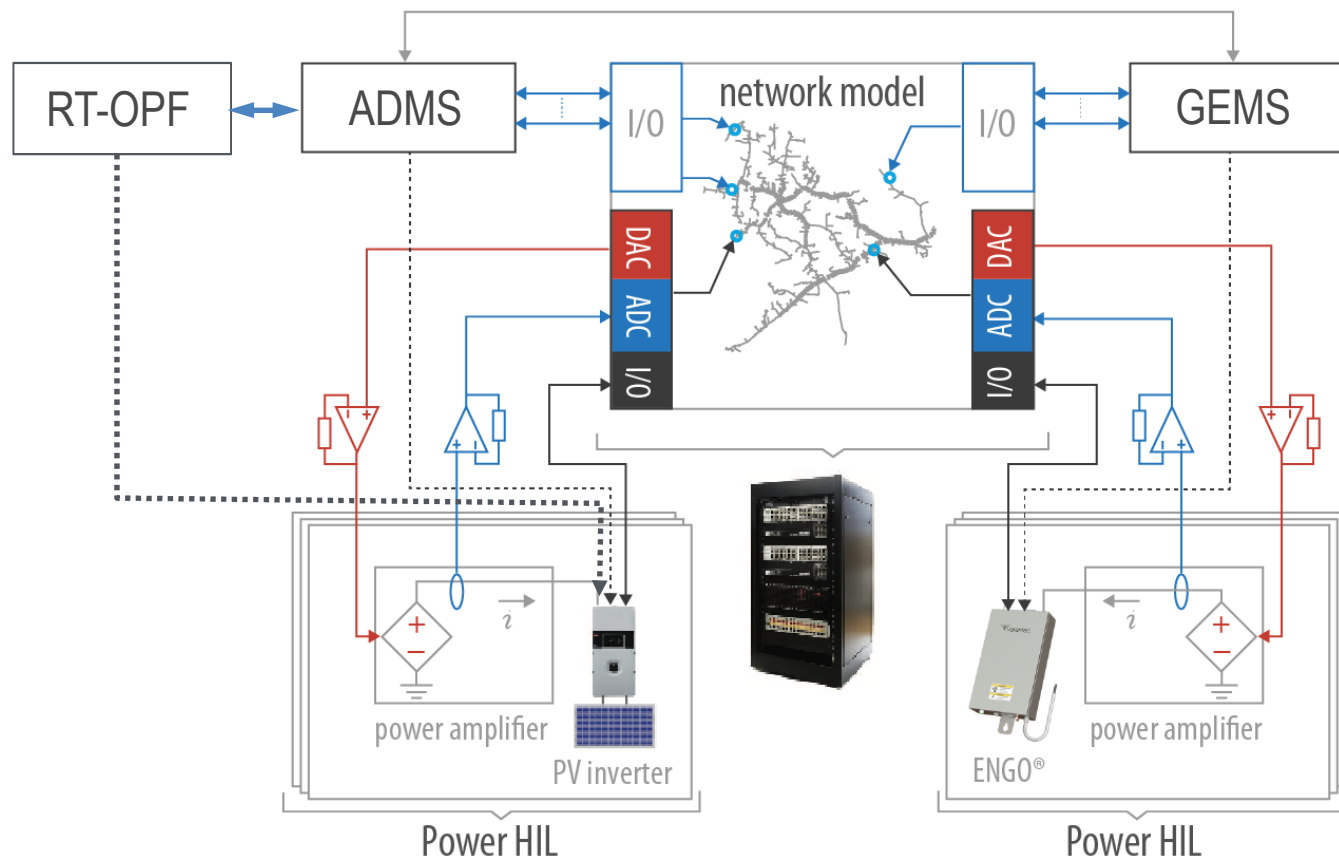 RT-OPF
ADMS
I/O
network model
I/O
GEMS
DAC
ADC
I/O
DAC
ADC
I/O
i
power amplifier
PV inverter
Power HIL
i
power amplifier
ENGO®
Power HIL